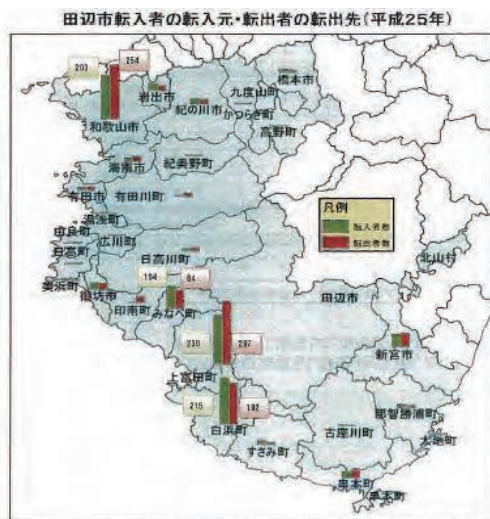 田辺市転入者の転入元・転出者の転出先(平成25年)
203
254
橋本市
岩出市
九度山町
紀の川市
かつらぎ町
和歌山市
高野町
海南市
紀美野町
有田市
有田川町
湯浅町
凡例
転入者数
転出者数
由良町
広川町
日高町
日高川町
北山村
美浜町
御坊市
194
84
田辺市
印南町
みなべ町
230
297
新宮市
上富田町
那智勝浦町
215
192
白浜町
古座川町
太地町
すさみ町
串本町
串本町